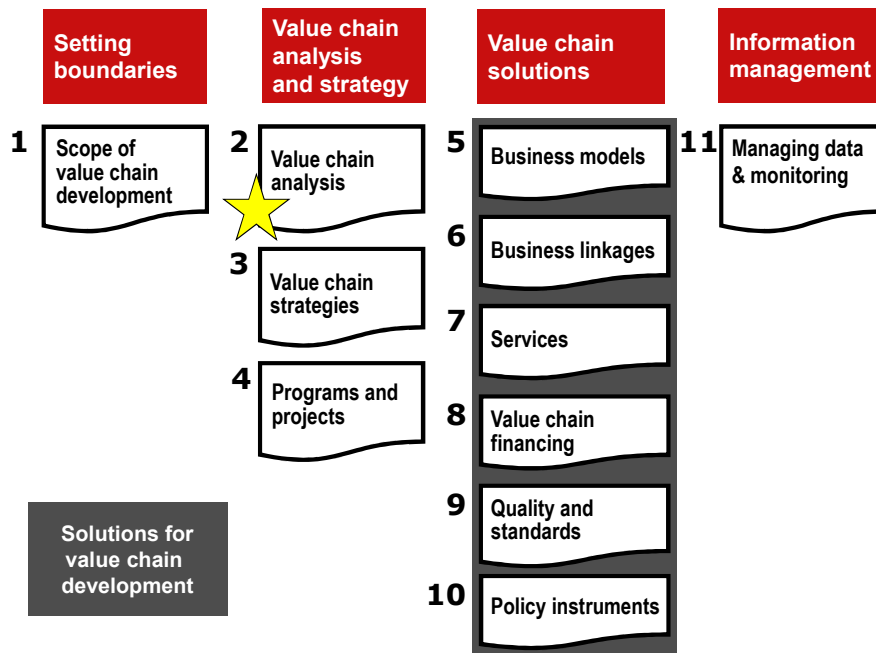 Setting
boundaries
Value chain
analysis
and strategy
Value chain
solutions
Information
management
1
Scope of
value chain
development
2
Value chain
analysis
3
Value chain
strategies
4
Programs and
projects
5
Business models
6
Business linkages
7
Services
8
Value chain
financing
9
Quality and
standards
10
Policy instruments
11
Managing data
& monitoring
Solutions for
value chain
development